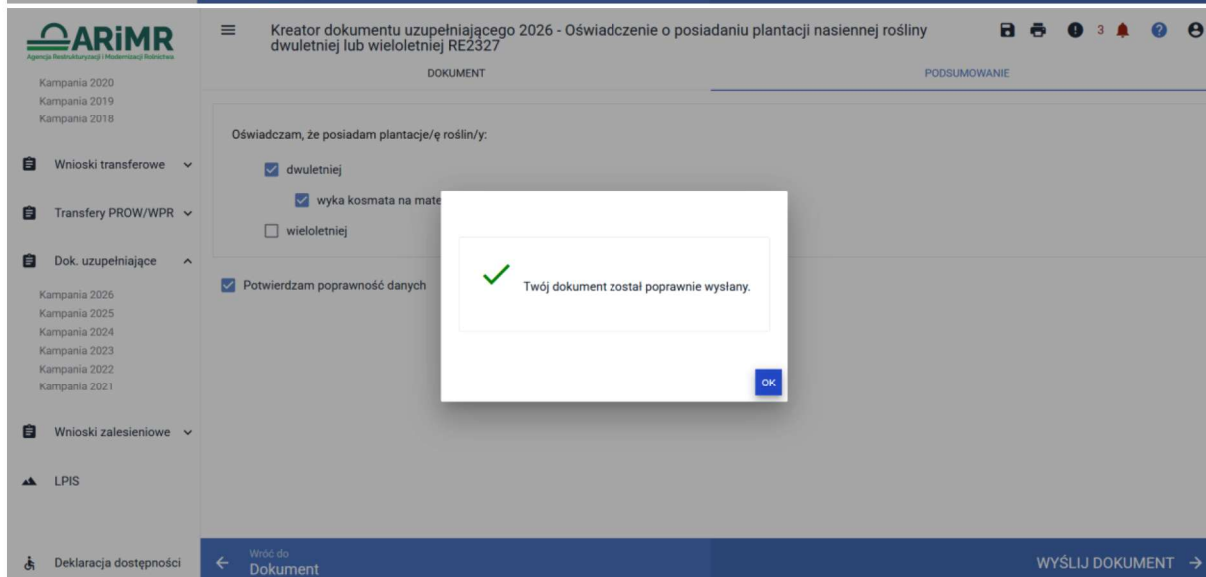 ARiMR
Agencja Restrukturyzacji i Modernizacji Rolnictwa
Kampania 2020
Kampania 2019
Kampania 2018
Wnioski transferowe
Transfery PROW/WPR
Dok. uzupełniające
Kampania 2026
Kampania 2025
Kampania 2024
Kampania 2023
Kampania 2022
Kampania 2021
Wnioski zalesieniowe
LPIS
Deklaracja dostępności
Kreator dokumentu uzupełniającego 2026 - Oświadczenie o posiadaniu plantacji nasiennej rośliny
dwuletniej lub wieloletniej RE2327
3
DOKUMENT
PODSUMOWANIE
Oświadczam, że posiadam plantacje/ę roślin/y:
dwuletniej
wyka kosmata na mate
wieloletniej
Potwierdzam poprawność danych
Twój dokument został poprawnie wysłany.
OK
Wróć do
Dokument
WYŚLIJ DOKUMENT